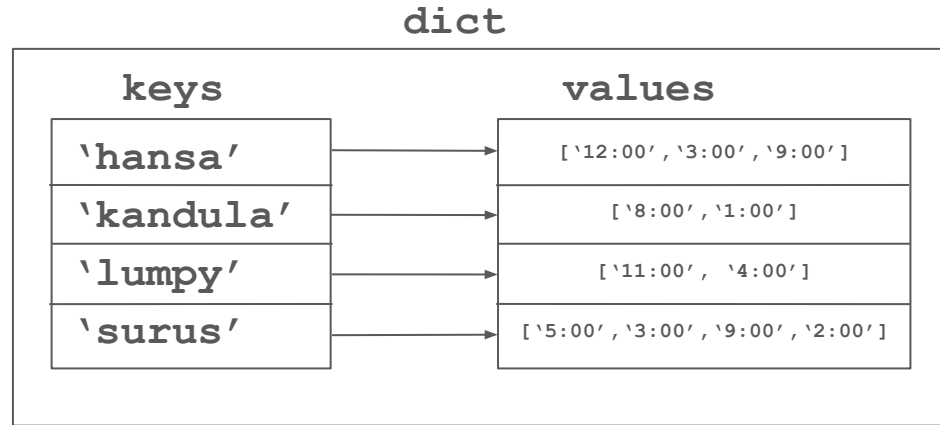 dict
keys values
‘hansa’ [‘12:00’,‘3:00’,‘9:00’]
‘kandula’ [‘8:00’,‘1:00’]
‘lumpy’ [‘11:00’, ‘4:00’]
‘surus’ [‘5:00’,‘3:00’,‘9:00’,‘2:00’]